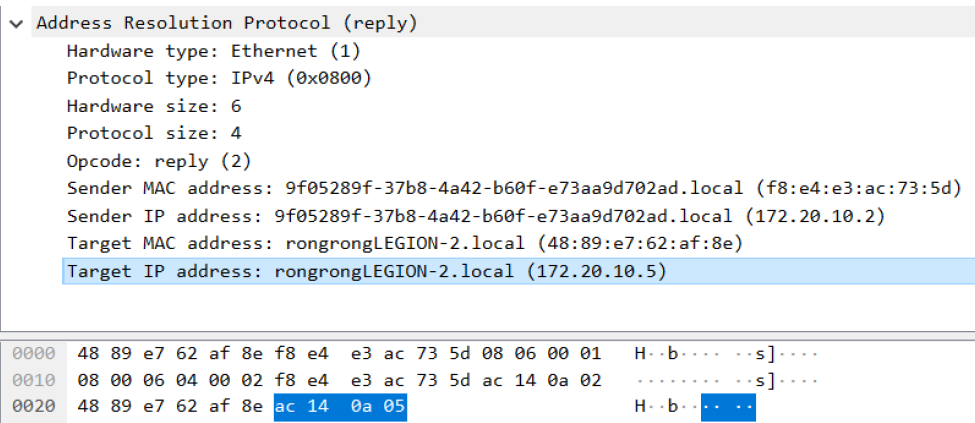 Address Resolution Protocol (reply)
Hardware type: Ethernet (1)
Protocol type: IPv4 (0x0800)
Hardware size: 6
Protocol size: 4
Opcode: reply (2)
Sender MAC address: 9f05289f-37b8-4a42-b60f-e73aa9d702ad.local (f8:e4:e3:ac:73:5d)
Sender IP address: 9f05289f-37b8-4a42-b60f-e73aa9d702ad.local (172.20.10.2)
Target MAC address: rongrongLEGION-2.local (48:89:e7:62:af:8e)
Target IP address: rongrongLEGION-2.local (172.20.10.5)
0000 48 89 e7 62 af 8e f8 e4 e3 ac 73 5d 08 06 00 01 H··b···· ··s]····
0010 08 00 06 04 00 02 f8 e4 e3 ac 73 5d ac 14 0a 02 ········ ··s]····
0020 48 89 e7 62 af 8e ac 14 0a 05 H··b···· ··